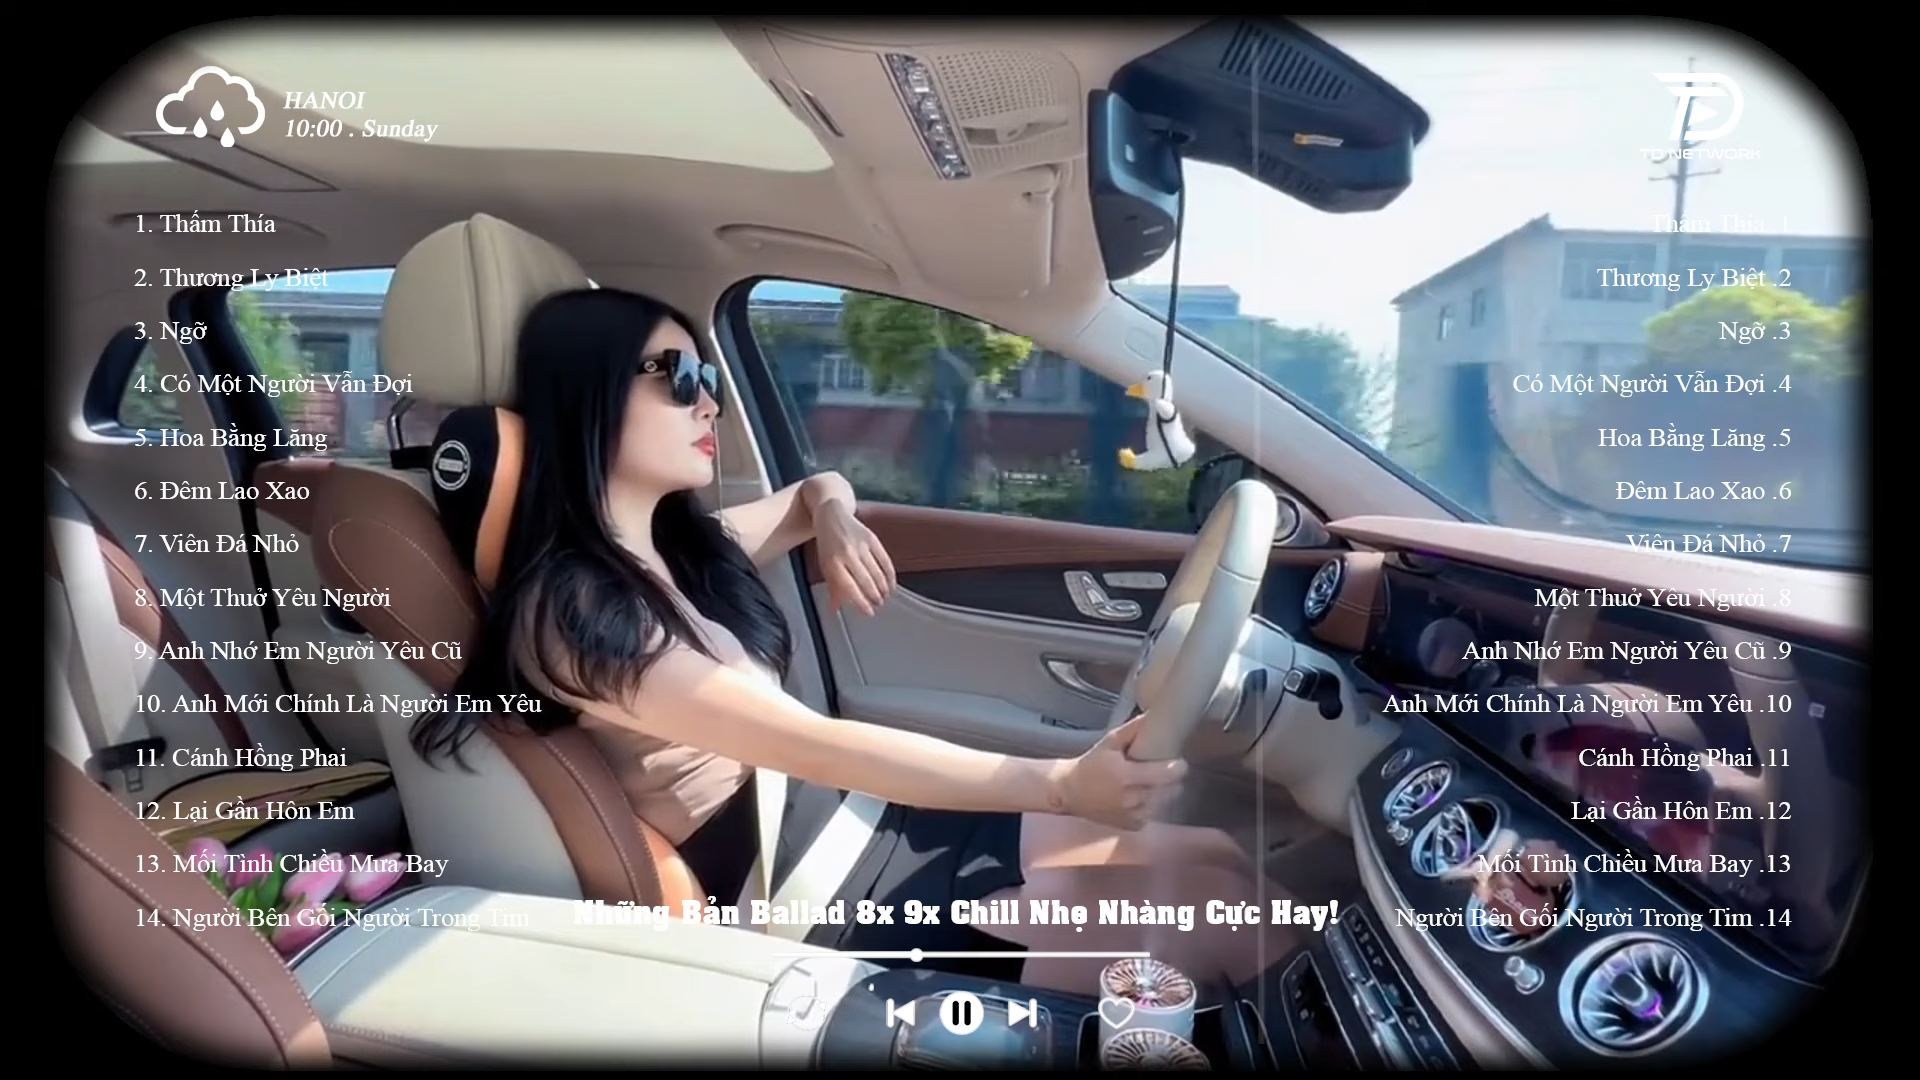 HANOI
10:00 . Sunday
TD NETWORK
1. Thấm Thía
2. Thương Ly Biệt
3. Ngỡ
4. Có Một Người Vẫn Đợi
5. Hoa Bằng Lăng
6. Đêm Lao Xao
7. Viên Đá Nhỏ
8. Một Thuở Yêu Người
9. Anh Nhớ Em Người Yêu Cũ
10. Anh Mới Chính Là Người Em Yêu
11. Cánh Hồng Phai
12. Lại Gần Hôn Em
13. Mối Tình Chiều Mưa Bay
14. Người Bên Gối Người Trong Tim
Thấm Thía .1
Thương Ly Biệt .2
Ngỡ .3
Có Một Người Vẫn Đợi .4
Hoa Bằng Lăng .5
Đêm Lao Xao .6
Viên Đá Nhỏ .7
Một Thuở Yêu Người .8
Anh Nhớ Em Người Yêu Cũ .9
Anh Mới Chính Là Người Em Yêu .10
Cánh Hồng Phai .11
Lại Gần Hôn Em .12
Mối Tình Chiều Mưa Bay .13
Người Bên Gối Người Trong Tim .14
Những Bản Ballad 8x 9x Chill Nhẹ Nhàng Cực Hay!